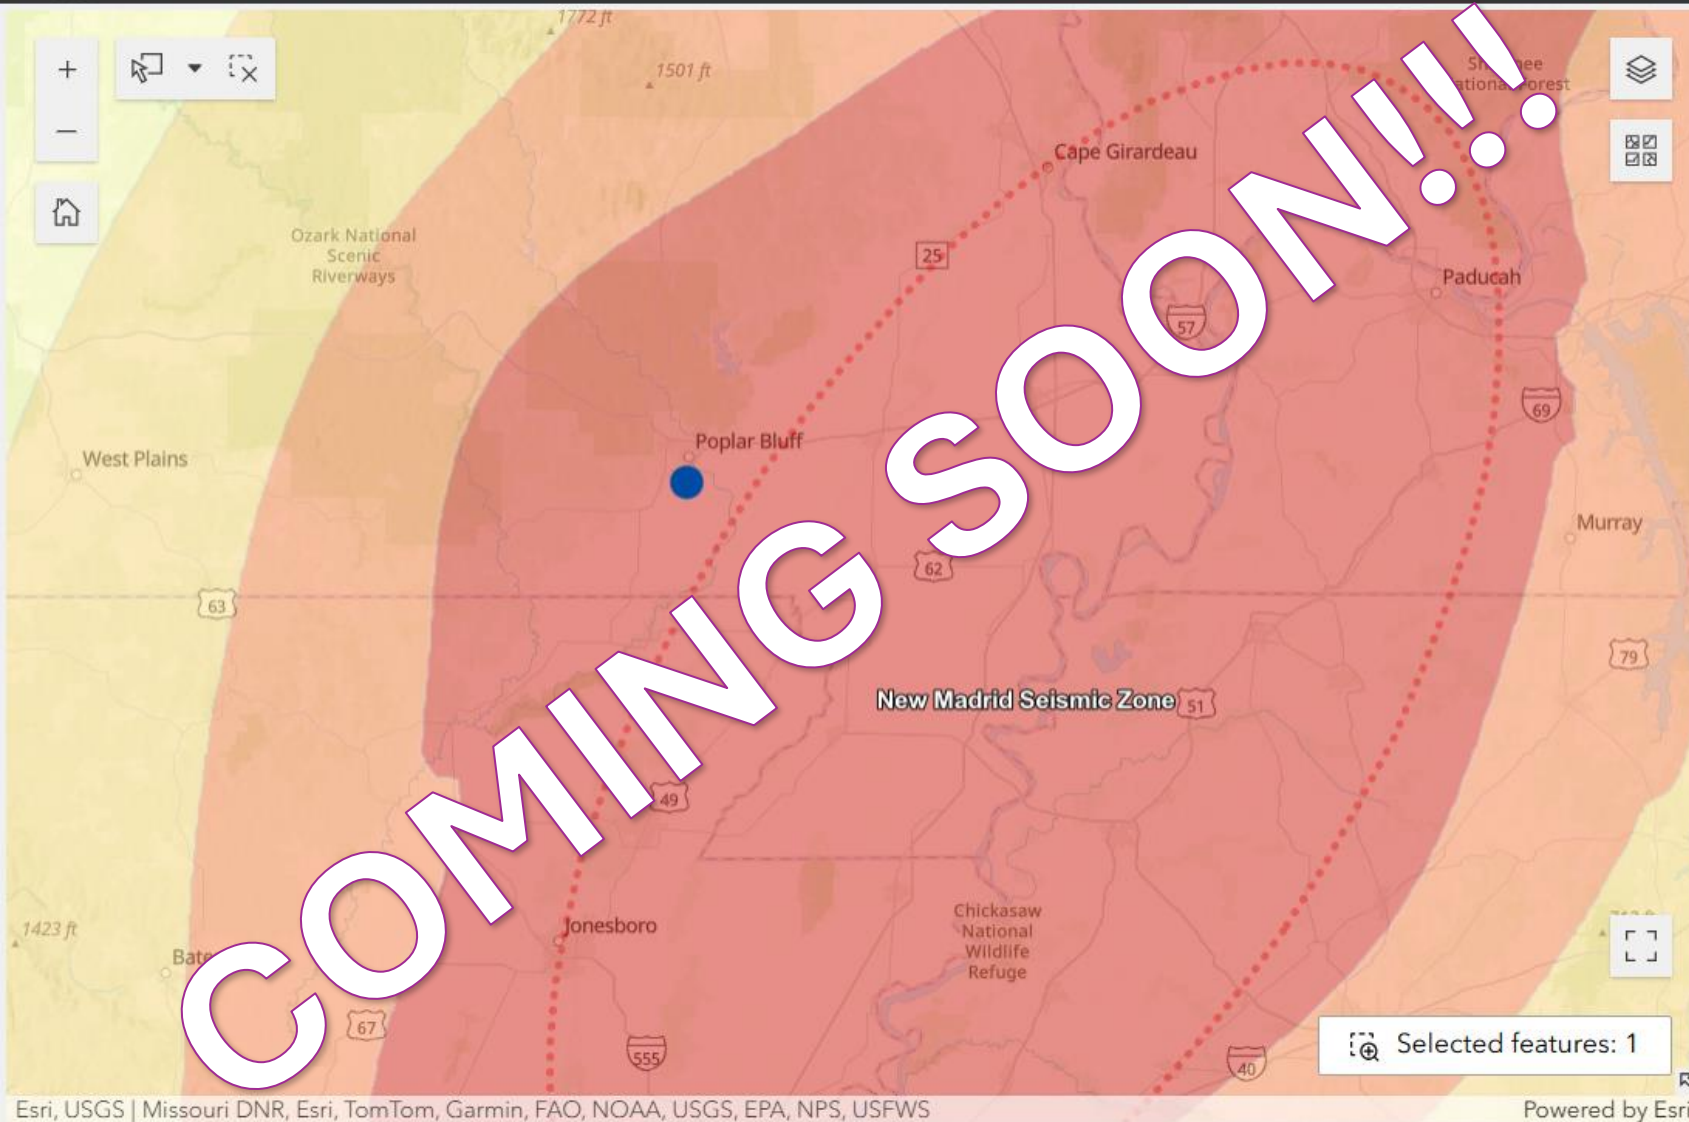 1772 ft
1501 ft
Cape Girardeau
Ozark National
Scenic
Riverways
25
Paducah
57
69
Poplar Bluff
West Plains
Murray
62
63
79
New Madrid Seismic Zone
51
49
COMING SOON!!!
Chickasaw
National
Wildlife
Refuge
Jonesboro
1423 ft
67
555
40
Selected features: 1
Esri, USGS | Missouri DNR, Esri, TomTom, Garmin, FAO, NOAA, USGS, EPA, NPS, USFWS
Powered by Esri